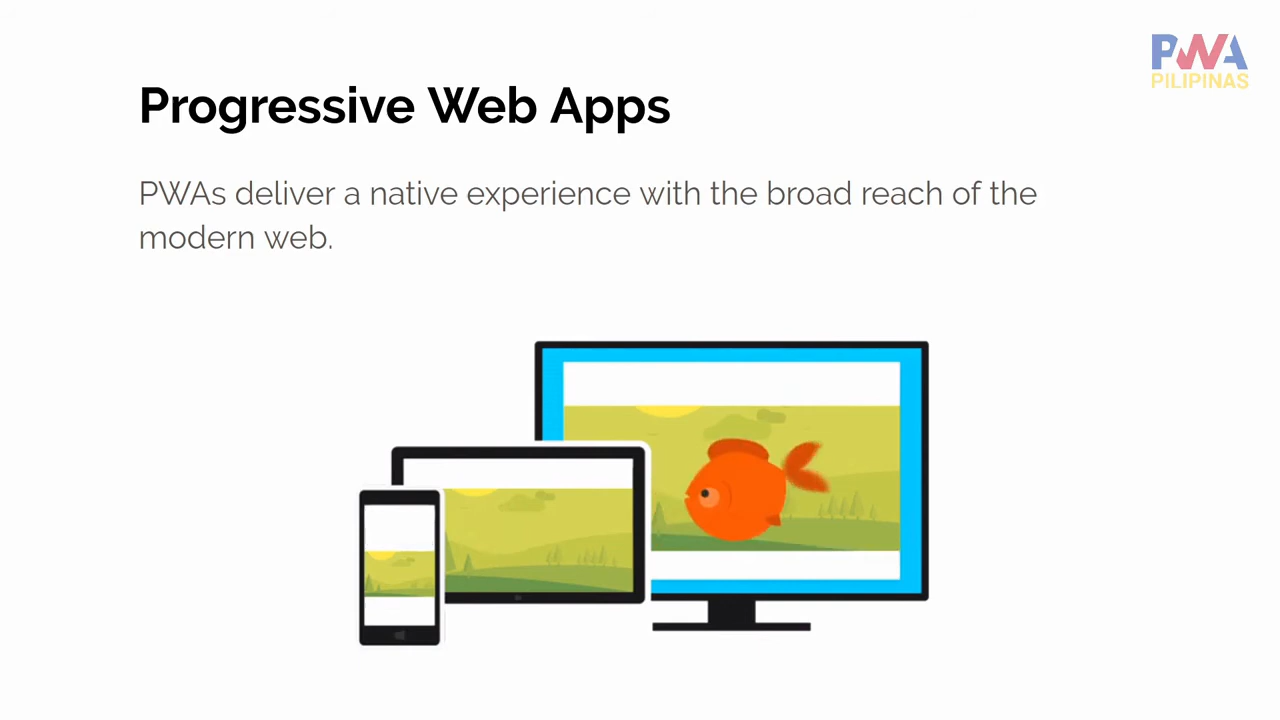 PWA
PILIPINAS
Progressive Web Apps
PWAs deliver a native experience with the broad reach of the
modern web.